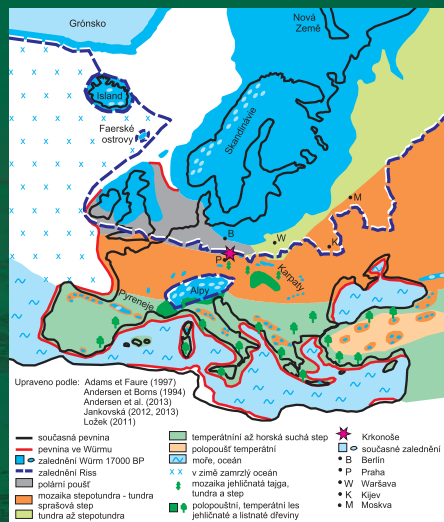 Grónsko
Nová
Země
Island
Faerské
ostrovy
Skandinávie
M
B
W
K
P
Karpaty
Alpy
Pyreneje
Upraveno podle: Adams et Faure (1997)
Andersen et Borns (1994)
Andersen et al. (2013)
Jankovská (2012, 2013)
Ložek (2011)
současná pevnina
pevnina ve Würmu
zalednění Würm 17000 BP
zalednění Riss
polární poušť
mozaika stepotundra - tundra
sprašová step
tundra až stepotundra
temperátní až horská suchá step
polopoušť temperátní
moře, oceán
v zimě zamrzlý oceán
mozaika jehličnatá tajga,
tundra a step
polopouštní, temperátní les
jehličnaté a listnaté dřeviny
Krkonoše
současné zalednění
B Berlín
P Praha
W Waršava
K Kijev
M Moskva